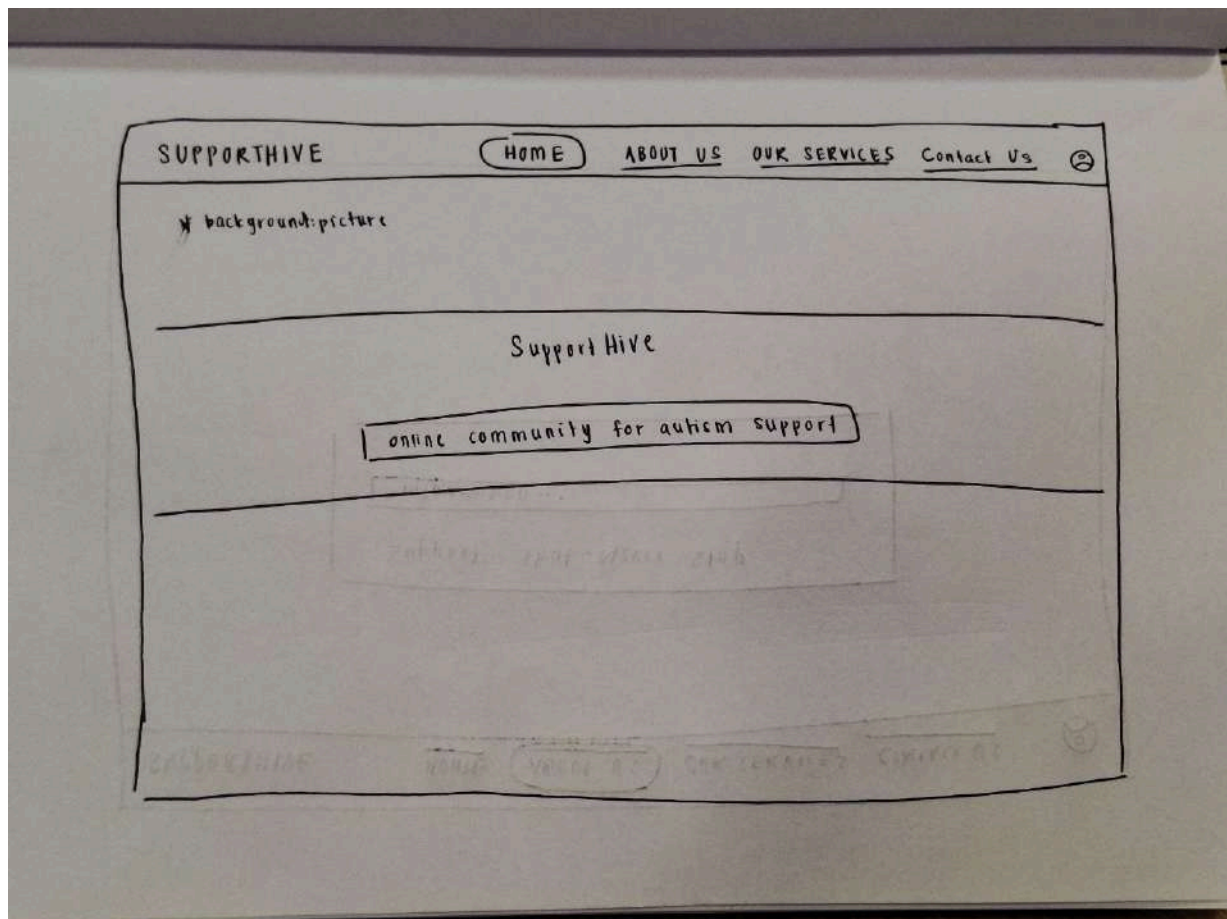 SUPPORTHIVE HOME ABOUT US OUR SERVICES Contact Us
* background:picture
Support Hive
online community for autism support